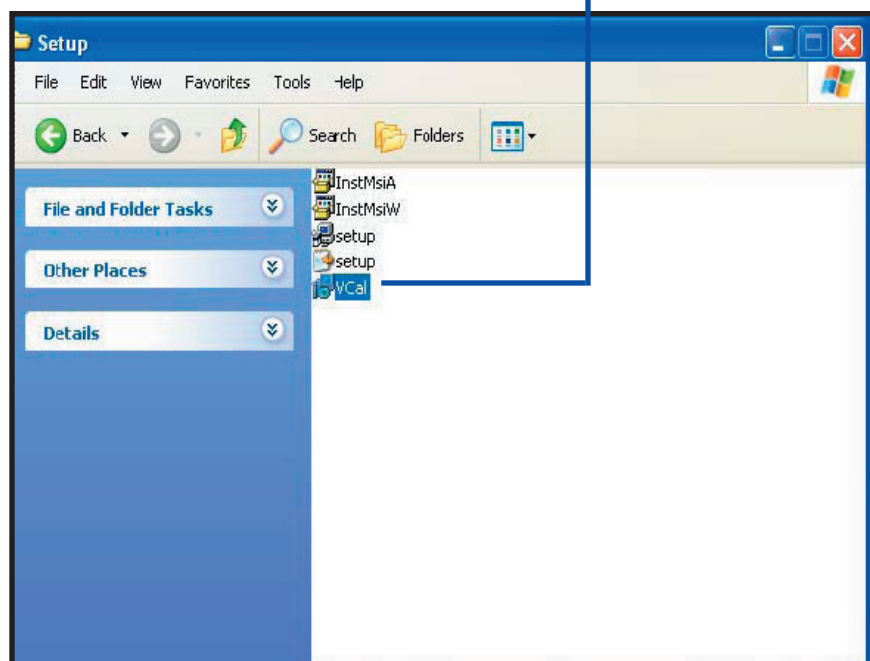 Setup
File Edit View Favorites Tools Help
Back Search Folders
File and Folder Tasks
Other Places
Details
InstMsiA
InstMsiW
setup
setup
VCal